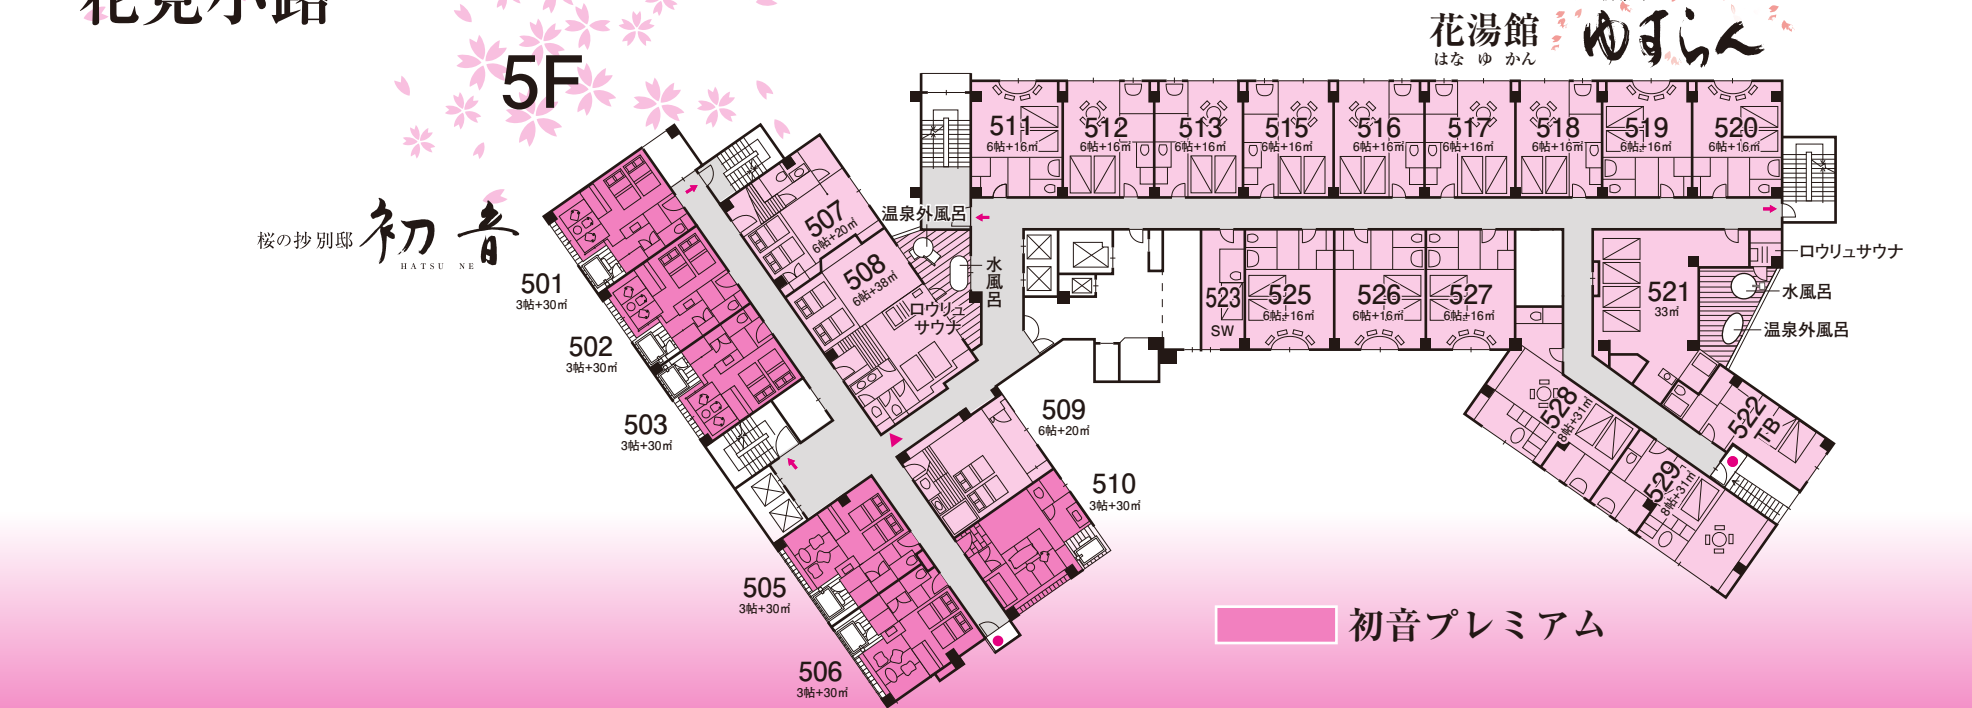 花見小路
5F
花湯館
はな ゆ かん
ゆすらん
桜の抄 別邸 初音
HATSU NE
501
3帖+30㎡
502
3帖+30㎡
503
3帖+30㎡
505
3帖+30㎡
506
3帖+30㎡
507
6帖+20㎡
508
6帖+38㎡
509
6帖+20㎡
510
3帖+30㎡
温泉外風呂
水風呂
ロウリュ
サウナ
511
6帖+16㎡
512
6帖+16㎡
513
6帖+16㎡
515
6帖+16㎡
516
6帖+16㎡
517
6帖+16㎡
518
6帖+16㎡
519
6帖+16㎡
520
6帖+16㎡
523
SW
525
6帖+16㎡
526
6帖+16㎡
527
6帖+16㎡
521
33㎡
ロウリュサウナ
水風呂
温泉外風呂
522
TB
528
8帖+31㎡
529
8帖+31㎡
初音プレミアム